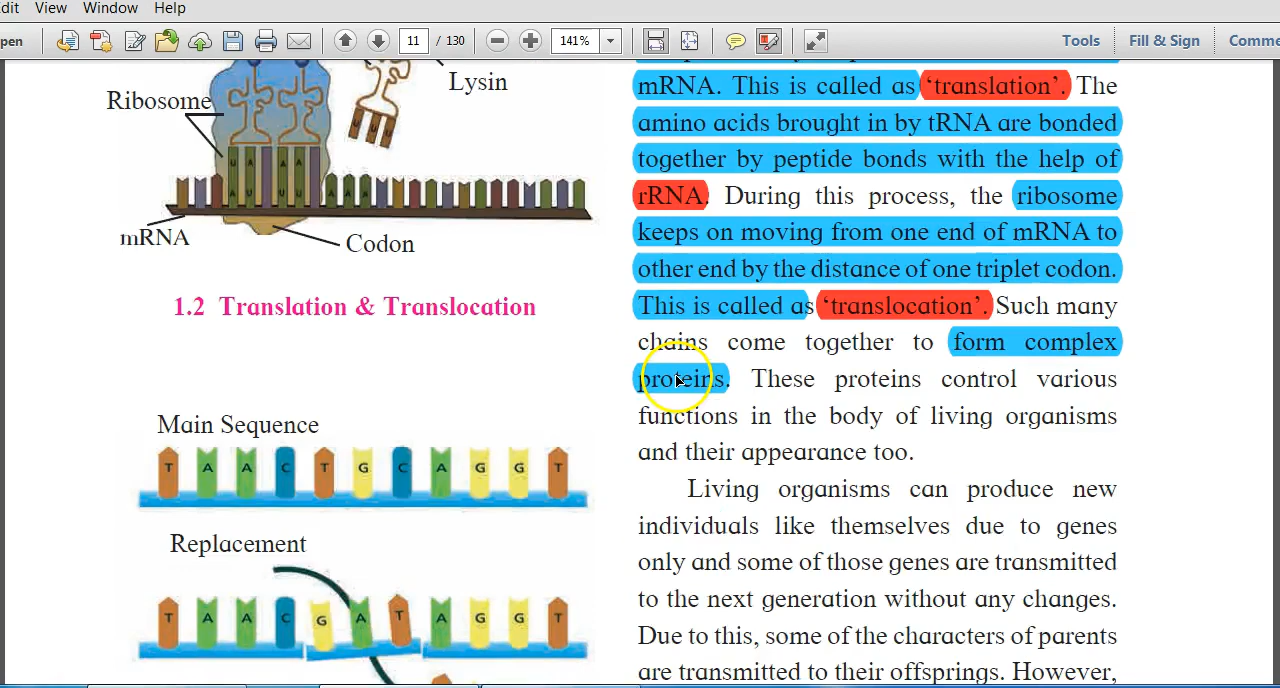 dit View Window Help
pen 11 / 130 141% Tools Fill & Sign Comme
Lysin
Ribosome
U U U
U A A
A U U U A A A
mRNA
Codon
1.2 Translation & Translocation
Main Sequence
T A A C T G C A G G T
Replacement
T A A C G A T A G G T
mRNA. This is called as ‘translation’. The
amino acids brought in by tRNA are bonded
together by peptide bonds with the help of
rRNA. During this process, the ribosome
keeps on moving from one end of mRNA to
other end by the distance of one triplet codon.
This is called as ‘translocation’. Such many
chains come together to form complex
proteins. These proteins control various
functions in the body of living organisms
and their appearance too.
Living organisms can produce new
individuals like themselves due to genes
only and some of those genes are transmitted
to the next generation without any changes.
Due to this, some of the characters of parents
are transmitted to their offsprings. However,